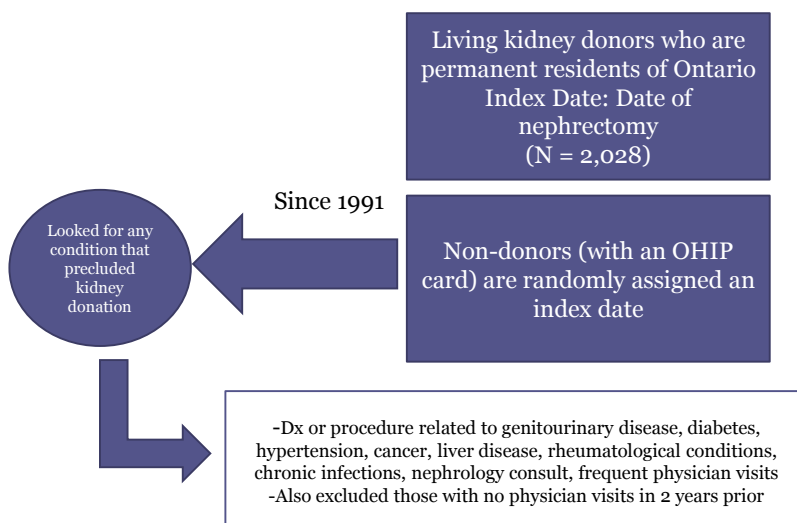 Living kidney donors who are
permanent residents of Ontario
Index Date: Date of
nephrectomy
(N = 2,028)
Since 1991
Looked for any
condition that
precluded
kidney
donation
Non-donors (with an OHIP
card) are randomly assigned an
index date
-Dx or procedure related to genitourinary disease, diabetes,
hypertension, cancer, liver disease, rheumatological conditions,
chronic infections, nephrology consult, frequent physician visits
-Also excluded those with no physician visits in 2 years prior